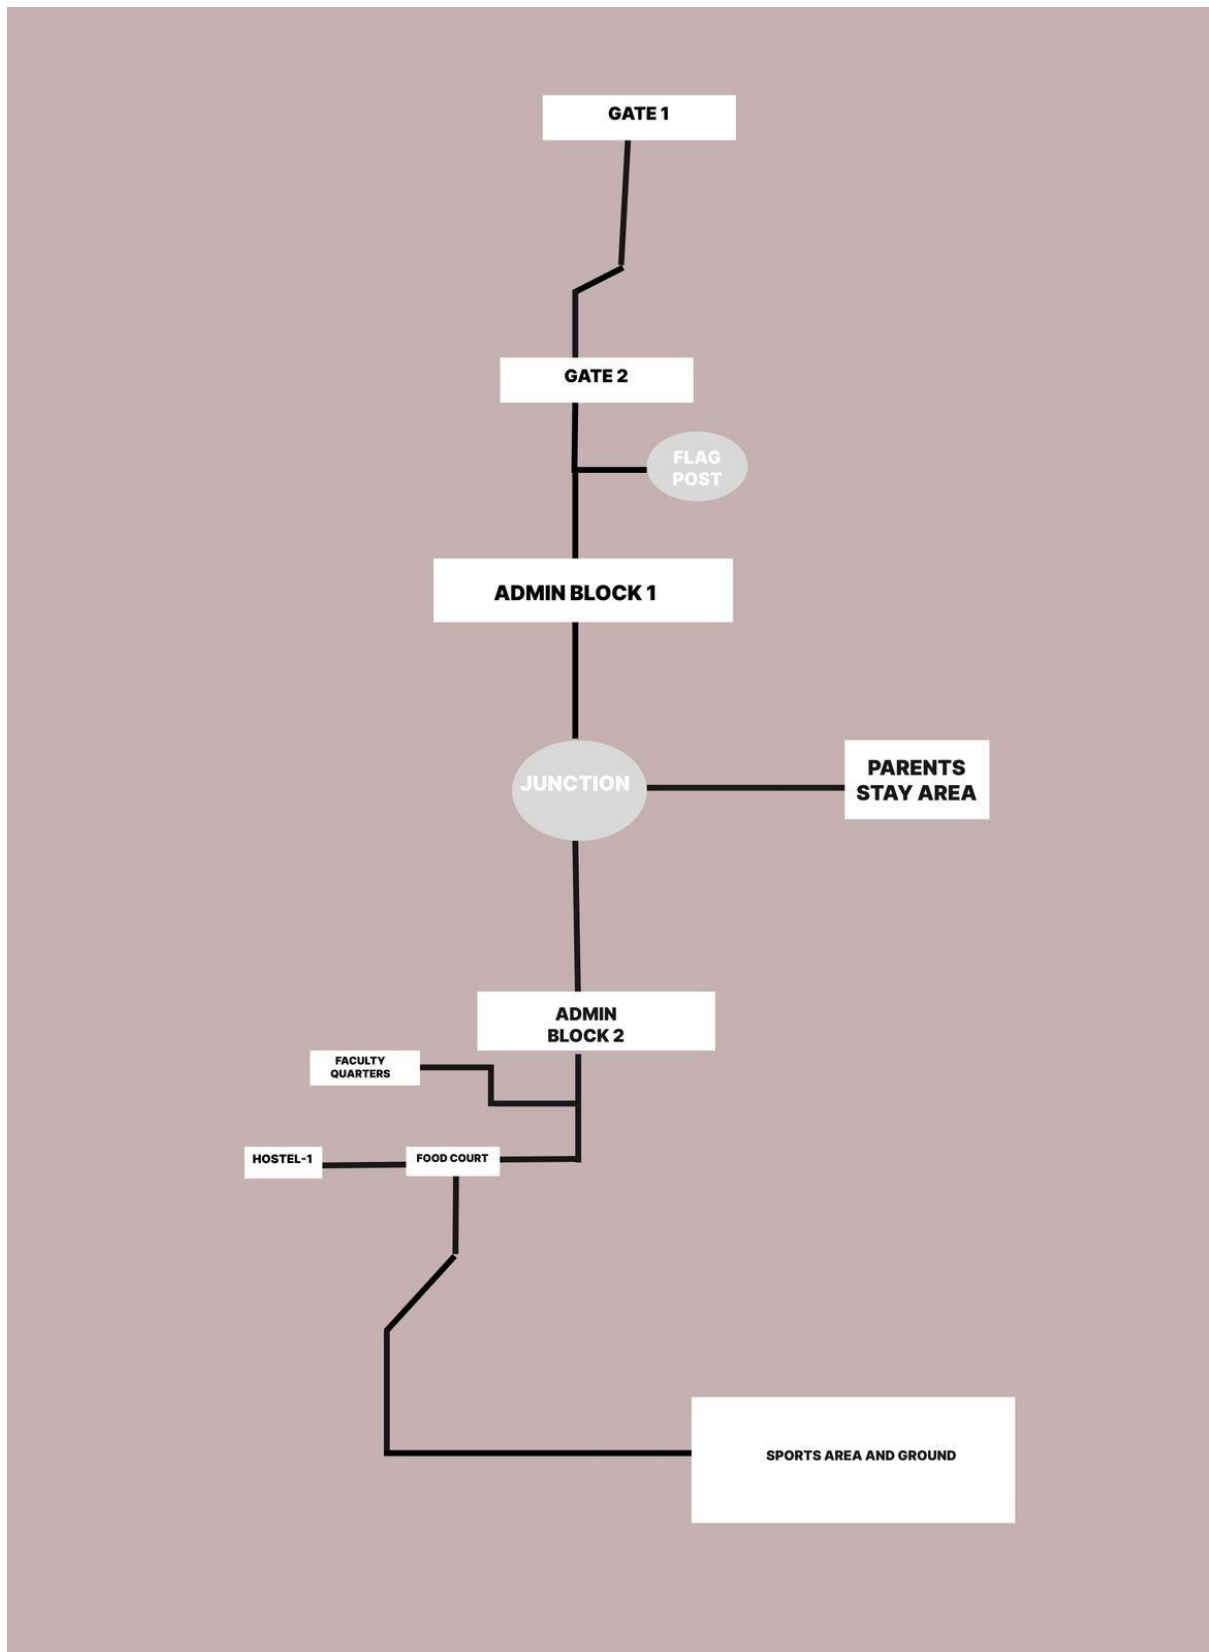 GATE 1
GATE 2
FLAG
POST
ADMIN BLOCK 1
JUNCTION
PARENTS
STAY AREA
ADMIN
BLOCK 2
FACULTY
QUARTERS
HOSTEL-1
FOOD COURT
SPORTS AREA AND GROUND